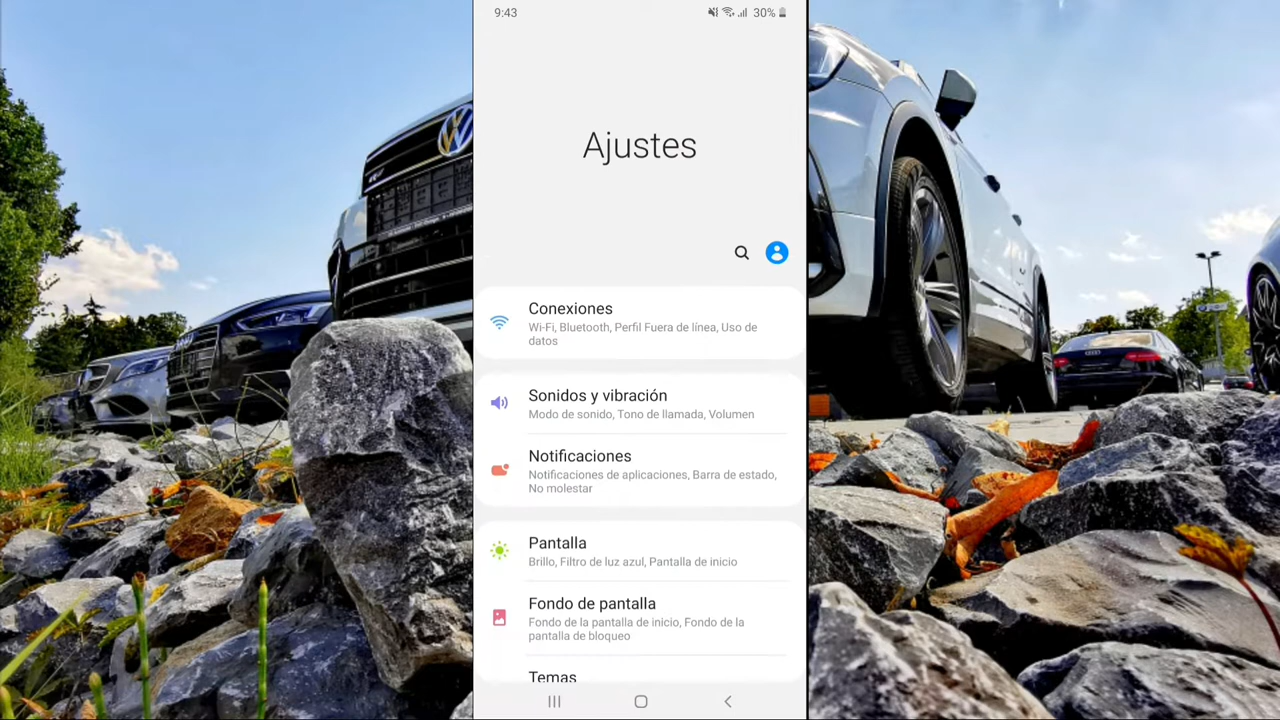 9:43
30%
Ajustes
Conexiones
Wi-Fi, Bluetooth, Perfil Fuera de línea, Uso de
datos
Sonidos y vibración
Modo de sonido, Tono de llamada, Volumen
Notificaciones
Notificaciones de aplicaciones, Barra de estado,
No molestar
Pantalla
Brillo, Filtro de luz azul, Pantalla de inicio
Fondo de pantalla
Fondo de la pantalla de inicio, Fondo de la
pantalla de bloqueo
Temas